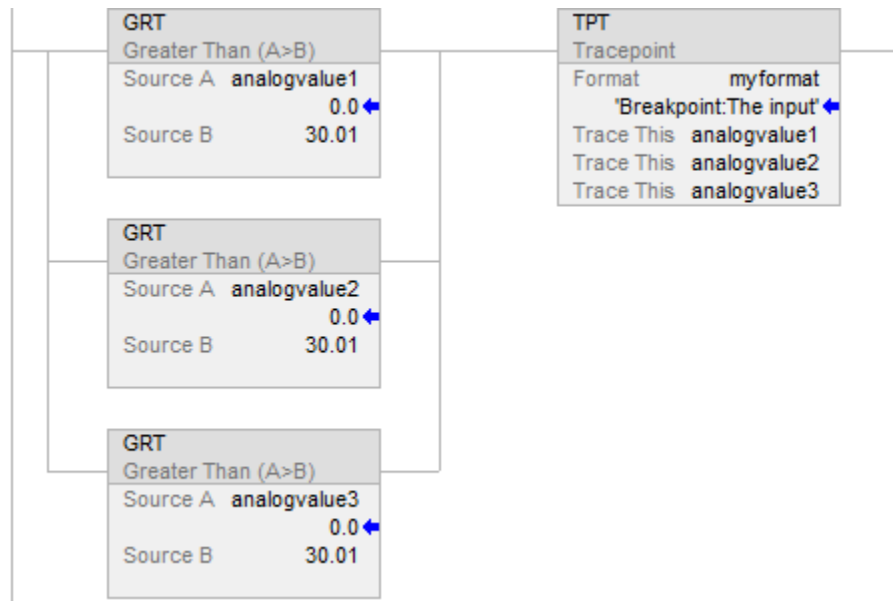 GRT
Greater Than (A>B)
Source A analogvalue1
0.0
Source B 30.01
TPT
Tracepoint
Format myformat
'Breakpoint:The input'
Trace This analogvalue1
Trace This analogvalue2
Trace This analogvalue3
GRT
Greater Than (A>B)
Source A analogvalue2
0.0
Source B 30.01
GRT
Greater Than (A>B)
Source A analogvalue3
0.0
Source B 30.01